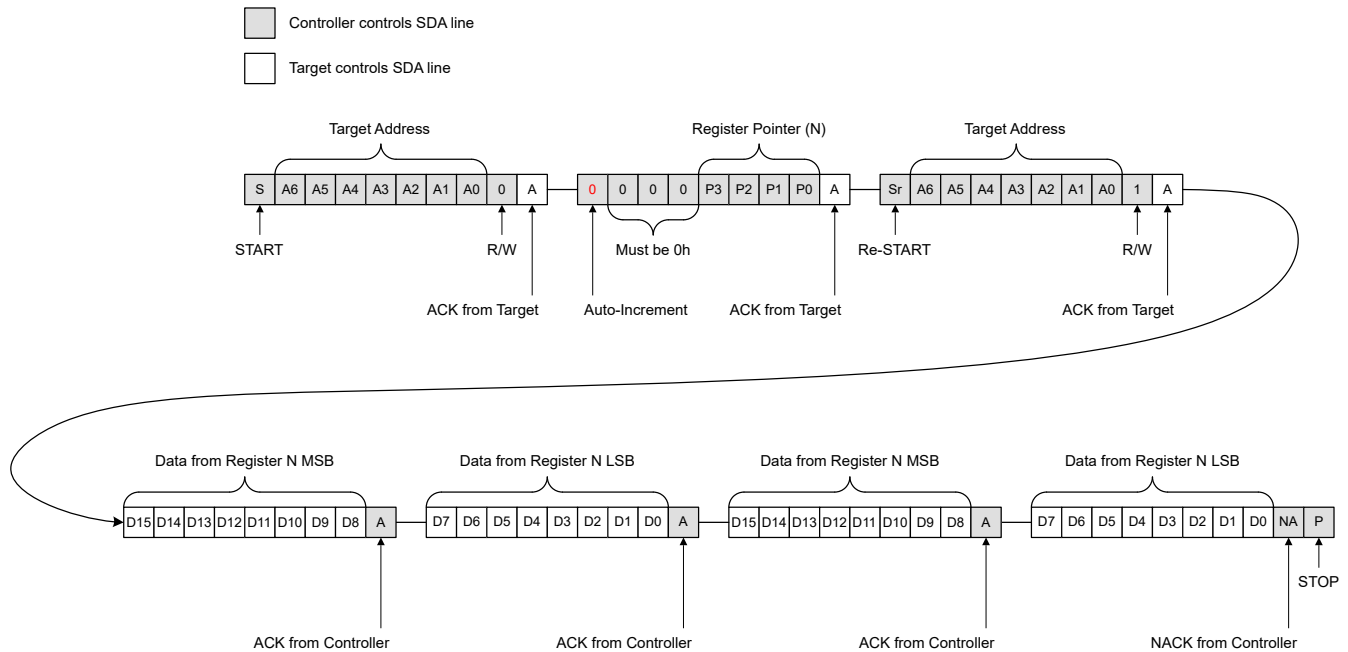 Controller controls SDA line
Target controls SDA line
Target Address
Register Pointer (N)
Target Address
S A6 A5 A4 A3 A2 A1 A0 0 A 0 0 0 0 P3 P2 P1 P0 A Sr A6 A5 A4 A3 A2 A1 A0 1 A
START
R/W
Must be 0h
Re-START
R/W
ACK from Target
Auto-Increment
ACK from Target
ACK from Target
Data from Register N MSB
Data from Register N LSB
Data from Register N MSB
Data from Register N LSB
D15 D14 D13 D12 D11 D10 D9 D8 A D7 D6 D5 D4 D3 D2 D1 D0 A D15 D14 D13 D12 D11 D10 D9 D8 A D7 D6 D5 D4 D3 D2 D1 D0 NA P
STOP
ACK from Controller
ACK from Controller
ACK from Controller
NACK from Controller